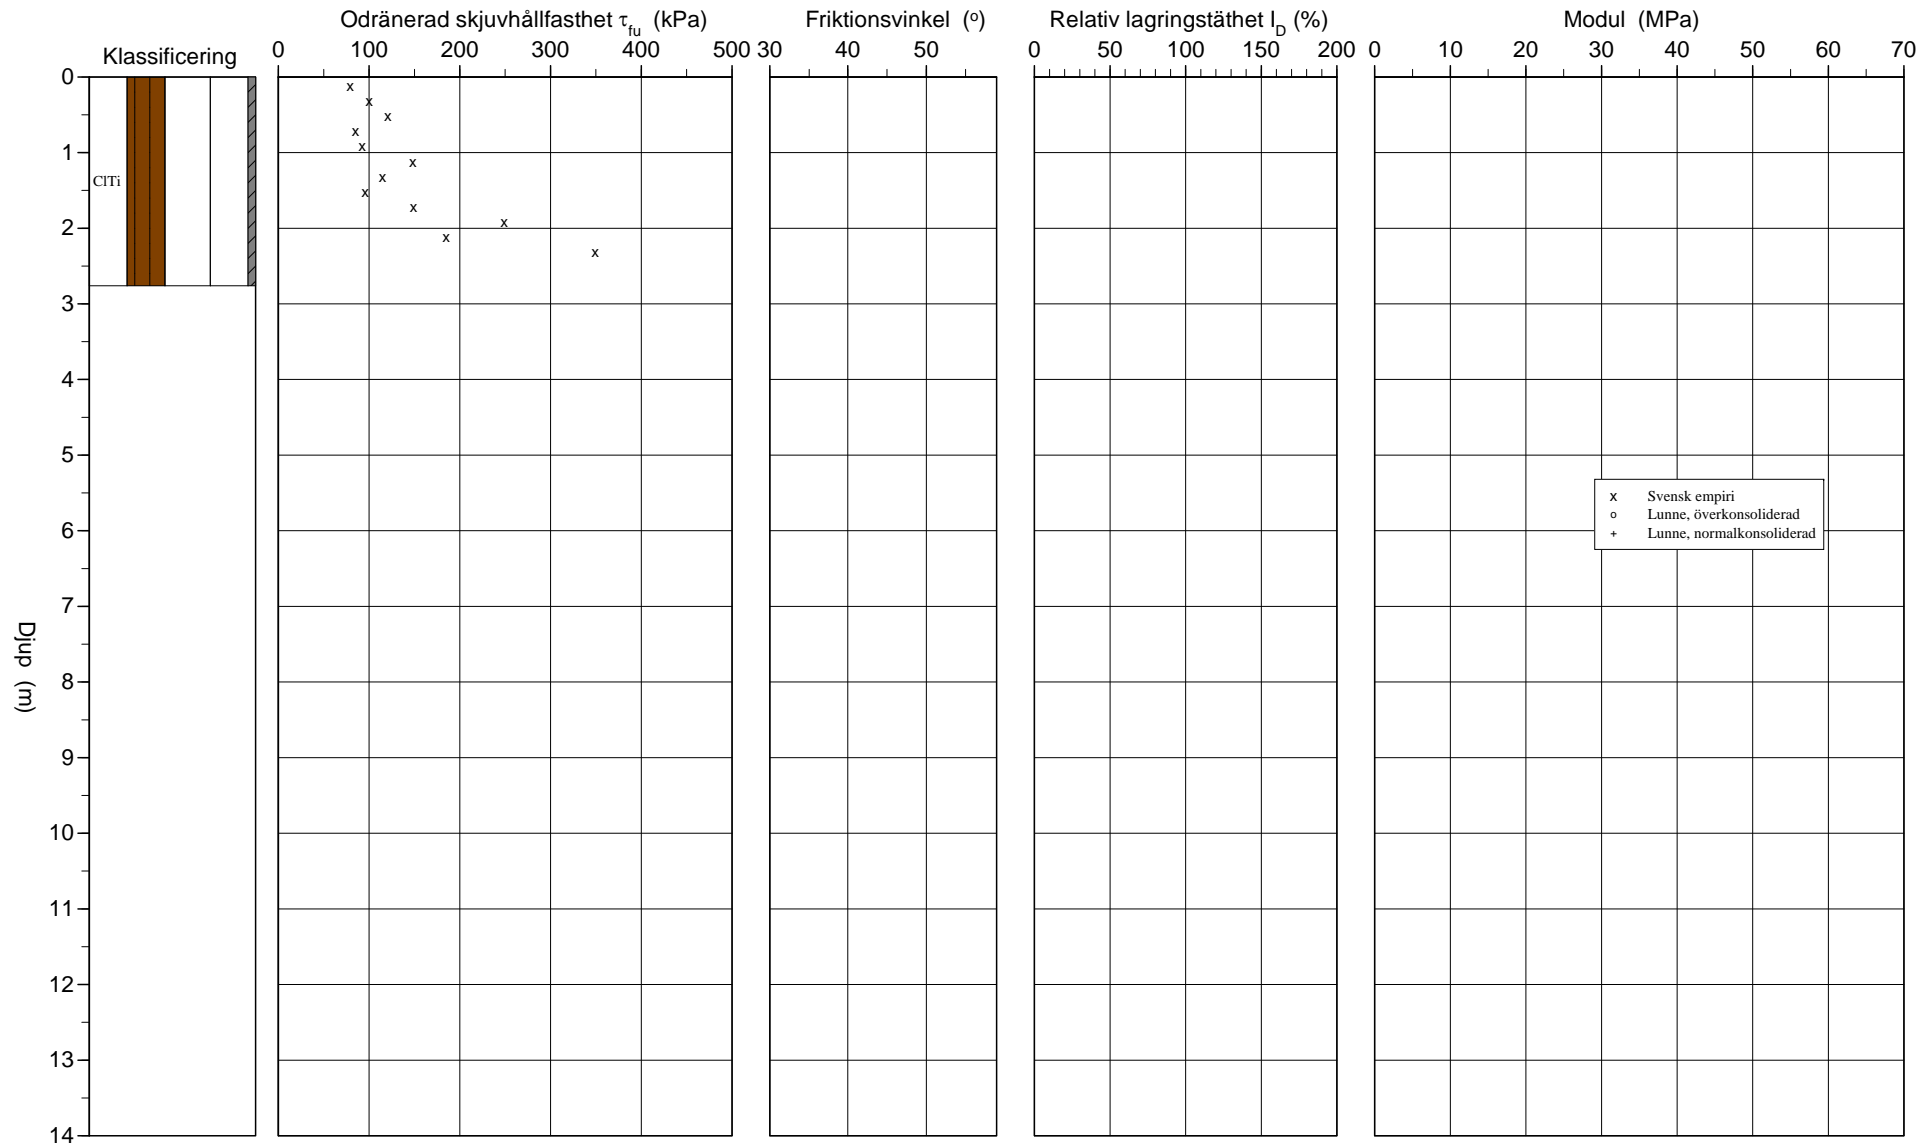 Odränerad skjuvhållfasthet τfu (kPa)
Friktionsvinkel (o)
Relativ lagringstäthet ID (%)
Modul (MPa)
Klassificering
0 100 200 300 400 500
30 40 50
0 50 100 150 200
0 10 20 30 40 50 60 70
0
1
ClTi
2
3
4
5
6
7
8
9
10
11
12
13
14
Djup (m)
x Svensk empiri
o Lunne, överkonsoliderad
+ Lunne, normalkonsoliderad